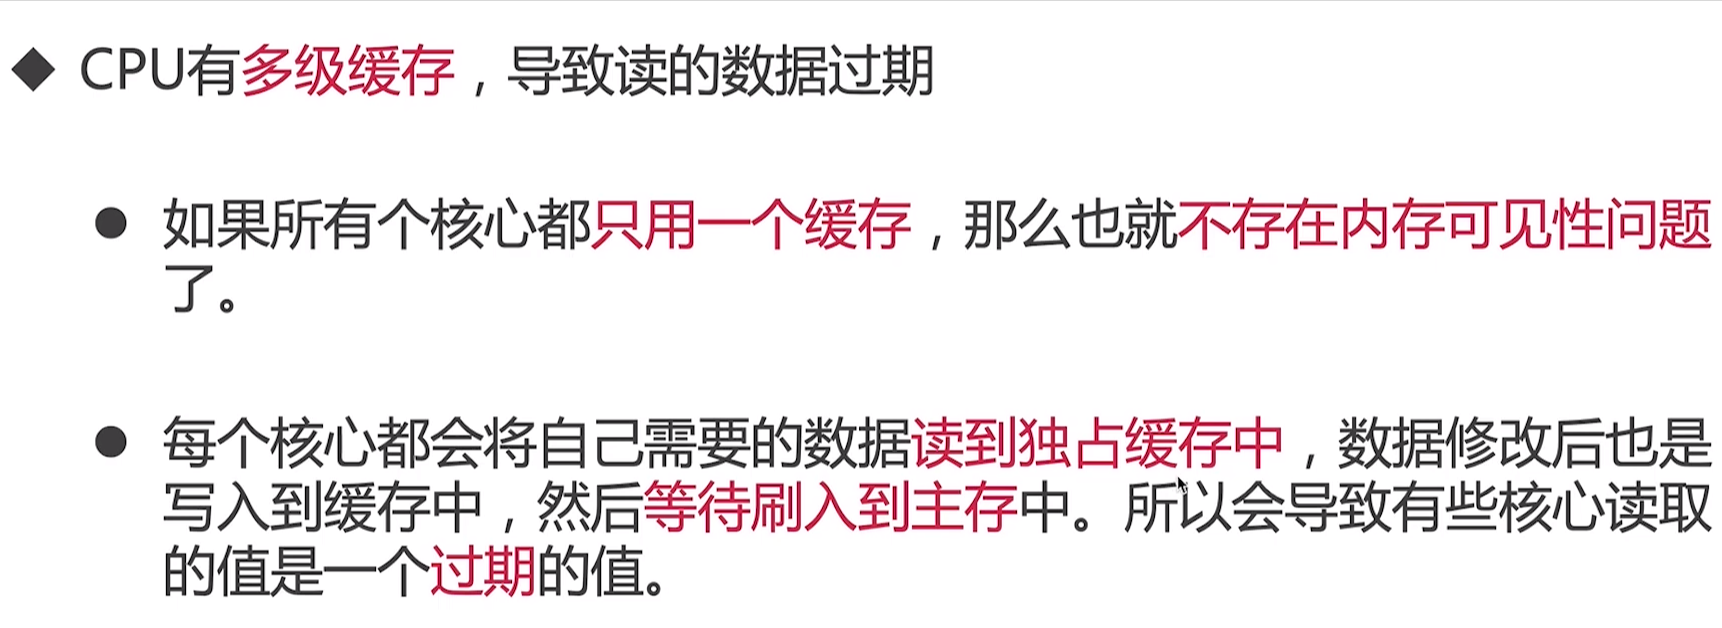 ◆ CPU有多级缓存，导致读的数据过期
● 如果所有个核心都只用一个缓存，那么也就不存在内存可见性问题
了。
● 每个核心都会将自己需要的数据读到独占缓存中，数据修改后也是
写入到缓存中，然后等待刷入到主存中。所以会导致有些核心读取
的值是一个过期的值。